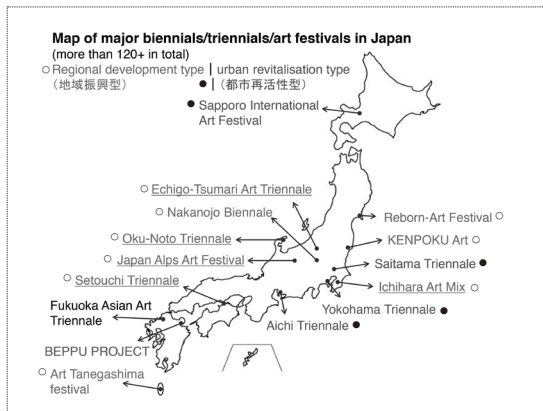 Map of major biennials/triennials/art festivals in Japan
(more than 120+ in total)
○ Regional development type | urban revitalisation type
（地域振興型） ● | （都市再活性型）
● Sapporo International
Art Festival
○ Echigo-Tsumari Art Triennale
○ Nakanojo Biennale
○ Oku-Noto Triennale
○ Japan Alps Art Festival
○ Setouchi Triennale
Fukuoka Asian Art
Triennale
BEPPU PROJECT
○ Art Tanegashima
festival
Reborn-Art Festival ○
KENPOKU Art ○
Saitama Triennale ●
Ichihara Art Mix ○
Yokohama Triennale ●
Aichi Triennale ●